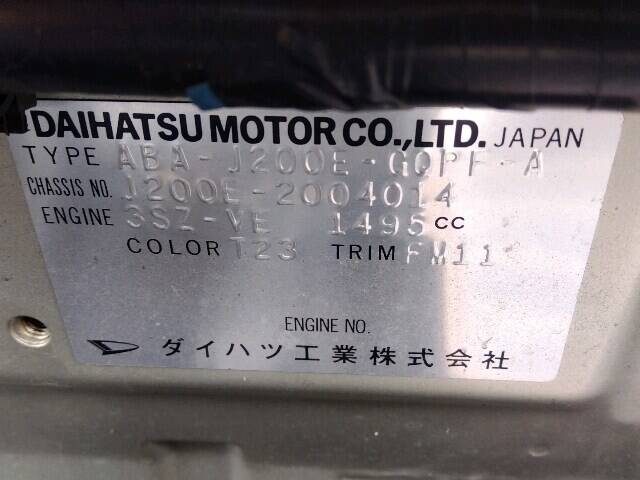 DAIHATSU MOTOR CO.,LTD. JAPAN
TYPE ABA-J200E-GQPF-A
CHASSIS NO. J200E-2004014
ENGINE 3SZ-VE 1495 CC
COLOR T23 TRIM FM11
ENGINE NO.
ダイハツ工業株式会社